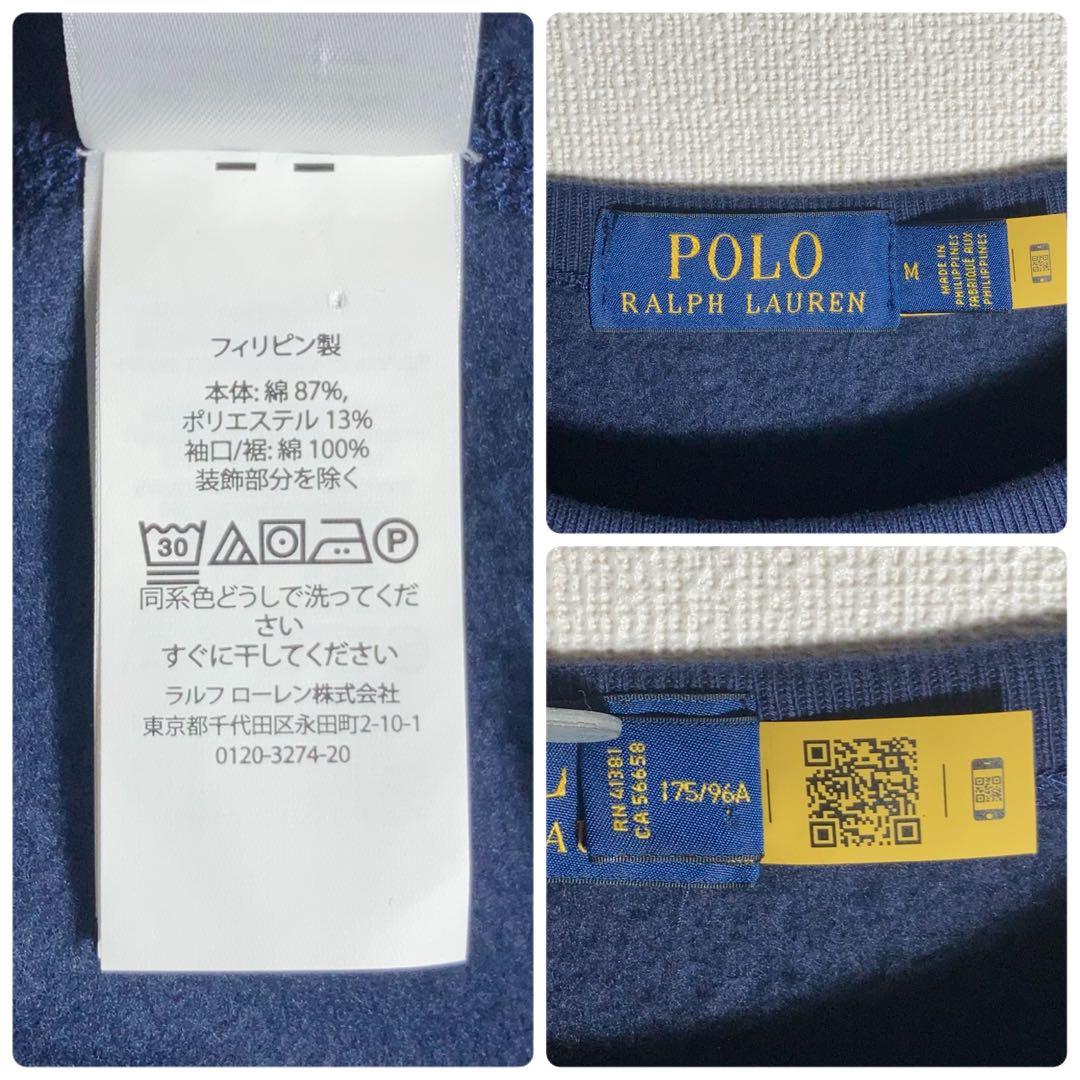 フィリピン製
本体: 綿 87%,
ポリエステル 13%
袖口/裾: 綿 100%
装飾部分を除く
30
P
同系色どうしで洗ってくだ
さい
すぐに干してください
ラルフ ローレン株式会社
東京都千代田区永田町2-10-1
0120-3274-20
POLO
RALPH LAUREN
M
MADE IN
PHILIPPINES
FABRIQUÉ AUX
PHILIPPINES
RN 41381
CA 56658
175/96A